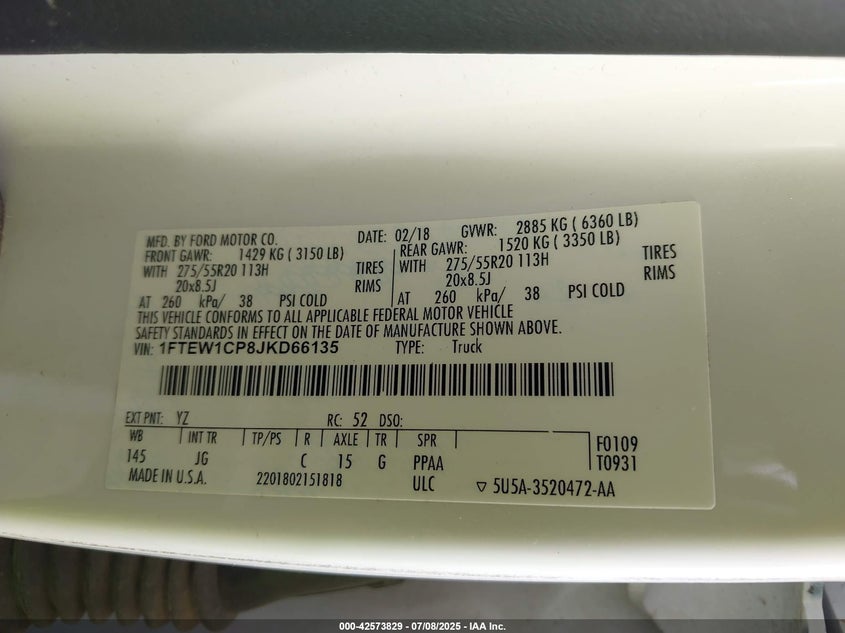 MFD. BY FORD MOTOR CO. DATE: 02/18 GVWR: 2885 KG ( 6360 LB)
FRONT GAWR: 1429 KG ( 3150 LB) REAR GAWR: 1520 KG ( 3350 LB)
WITH 275/55R20 113H TIRES WITH 275/55R20 113H TIRES
20x8.5J RIMS 20x8.5J RIMS
AT 260 kPa/ 38 PSI COLD AT 260 kPa/ 38 PSI COLD
THIS VEHICLE CONFORMS TO ALL APPLICABLE FEDERAL MOTOR VEHICLE
SAFETY STANDARDS IN EFFECT ON THE DATE OF MANUFACTURE SHOWN ABOVE.
VIN: 1FTEW1CP8JKD66135 TYPE: Truck
EXT PNT: YZ RC: 52 DSO:
WB INT TR TP/PS R AXLE TR SPR F0109
145 JG C 15 G PPAA T0931
MADE IN U.S.A. 2201802151818 ULC ▽ 5U5A-3520472-AA
000-42573829 - 07/08/2025 - IAA Inc.